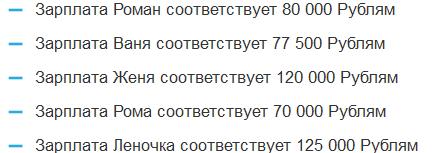 — Зарплата Роман соответствует 80 000 Рублям
— Зарплата Ваня соответствует 77 500 Рублям
— Зарплата Женя соответствует 120 000 Рублям
— Зарплата Рома соответствует 70 000 Рублям
— Зарплата Леночка соответствует 125 000 Рублям